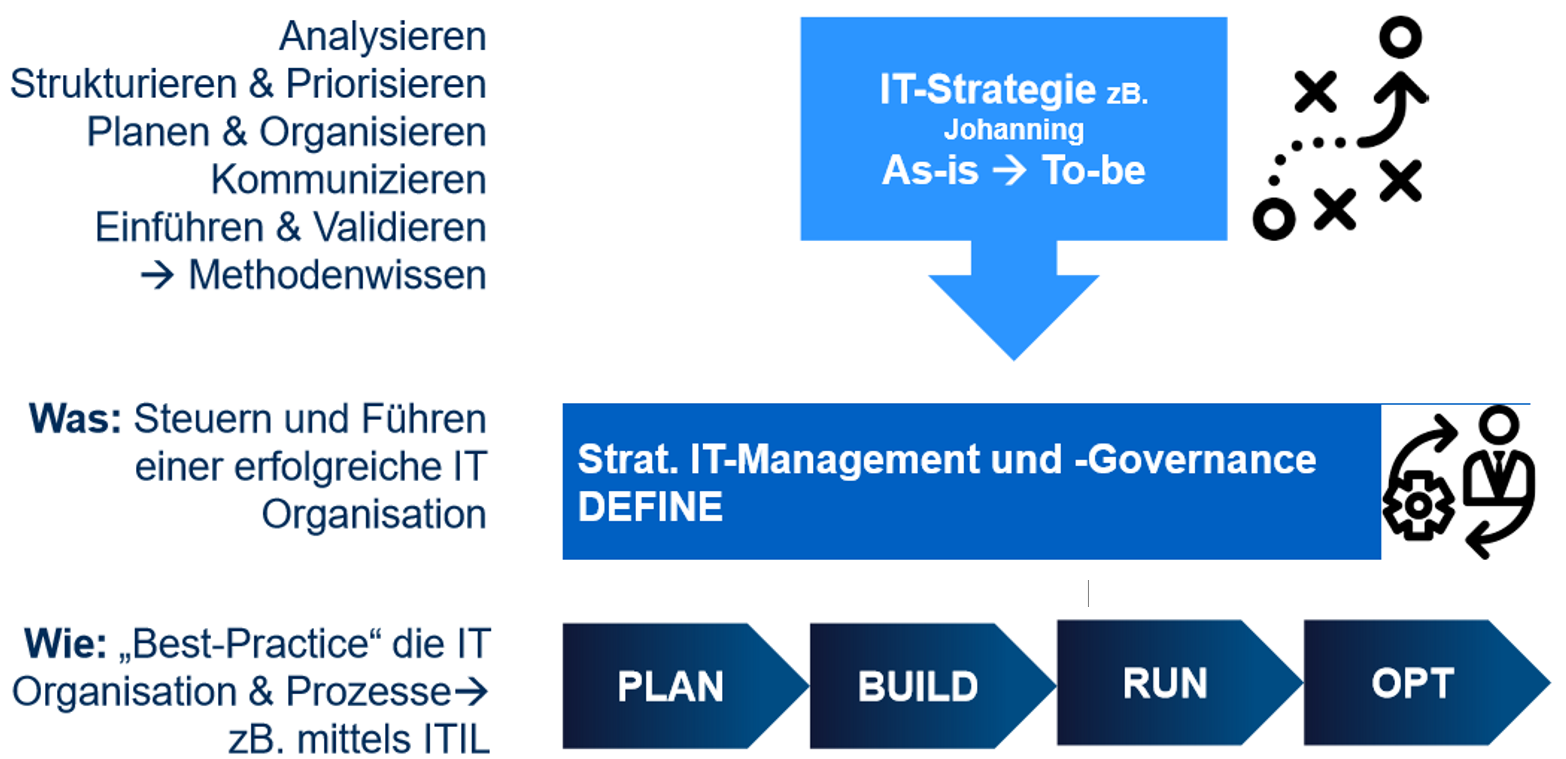 Analysieren
Strukturieren & Priorisieren
Planen & Organisieren
Kommunizieren
Einführen & Validieren
→ Methodenwissen
IT-Strategie zB.
Johanning
As-is → To-be
Was: Steuern und Führen
einer erfolgreiche IT
Organisation
Strat. IT-Management und -Governance
DEFINE
Wie: „Best-Practice“ die IT
Organisation & Prozesse→
zB. mittels ITIL
PLAN
BUILD
RUN
OPT